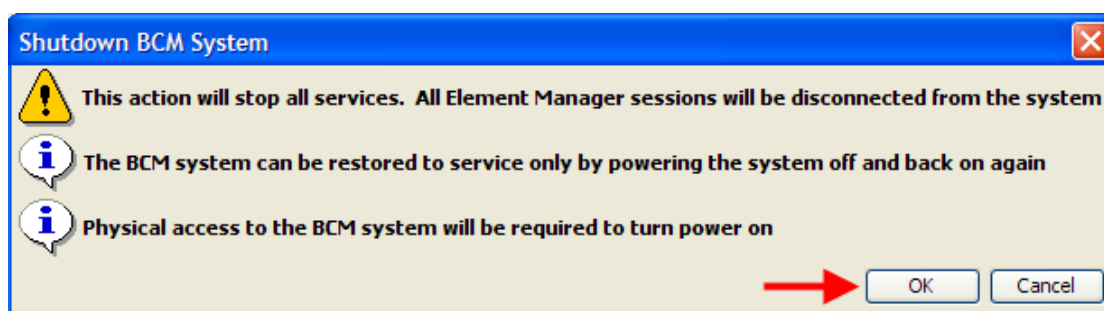 Shutdown BCM System
This action will stop all services.  All Element Manager sessions will be disconnected from the system
The BCM system can be restored to service only by powering the system off and back on again
Physical access to the BCM system will be required to turn power on
OK Cancel